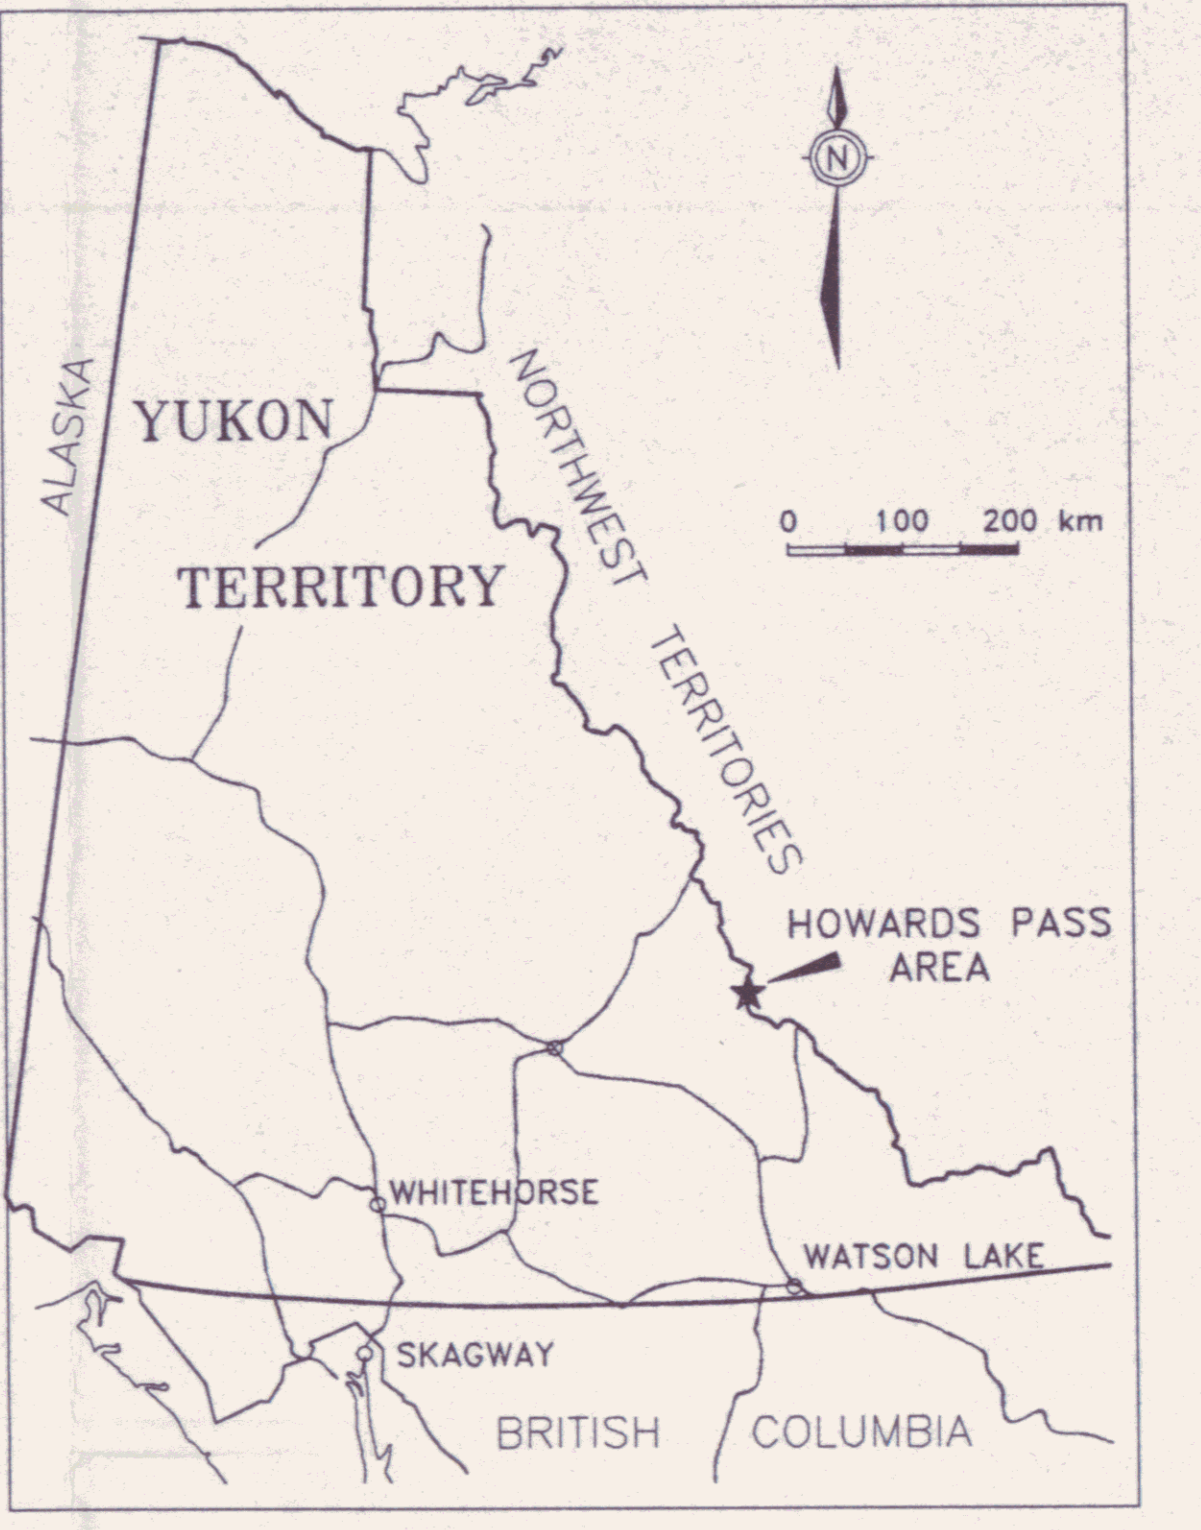 N
ALASKA
YUKON
TERRITORY
NORTHWEST TERRITORIES
0 100 200 km
HOWARDS PASS
AREA
WHITEHORSE
WATSON LAKE
SKAGWAY
BRITISH COLUMBIA